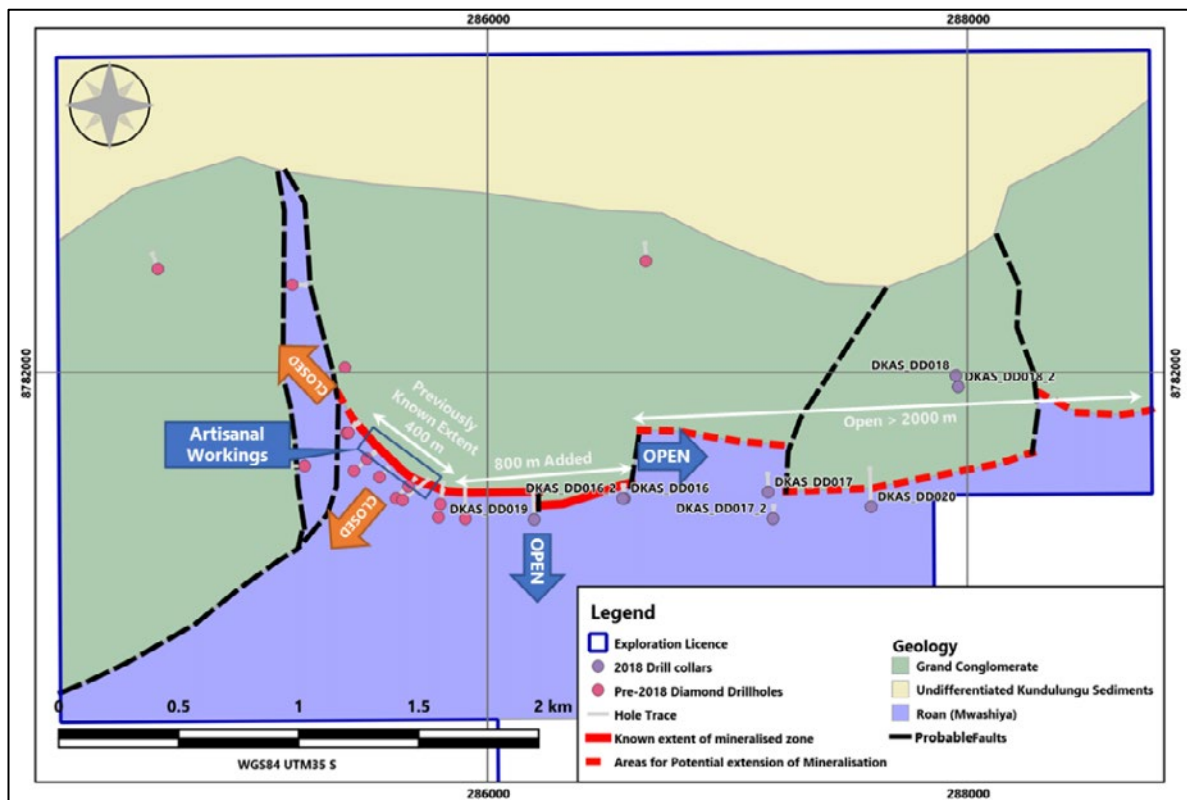 286000
288000
8782000
8782000
DKAS_DD018
DKAS_DD018_2
CLOSED
Previously
Known Extent
400 m
Open > 2000 m
Artisanal
Workings
800 m Added
OPEN
DKAS_DD016_2
DKAS_DD016
DKAS_DD017
DKAS_DD019
DKAS_DD020
DKAS_DD017_2
CLOSED
OPEN
Legend
Exploration Licence
2018 Drill collars
Pre-2018 Diamond Drillholes
Hole Trace
Known extent of mineralised zone
Areas for Potential extension of Mineralisation
Geology
Grand Conglomerate
Undifferentiated Kundulungu Sediments
Roan (Mwashiya)
Probable Faults
0 0.5 1 1.5 2 km
WGS84 UTM35 S
286000
288000